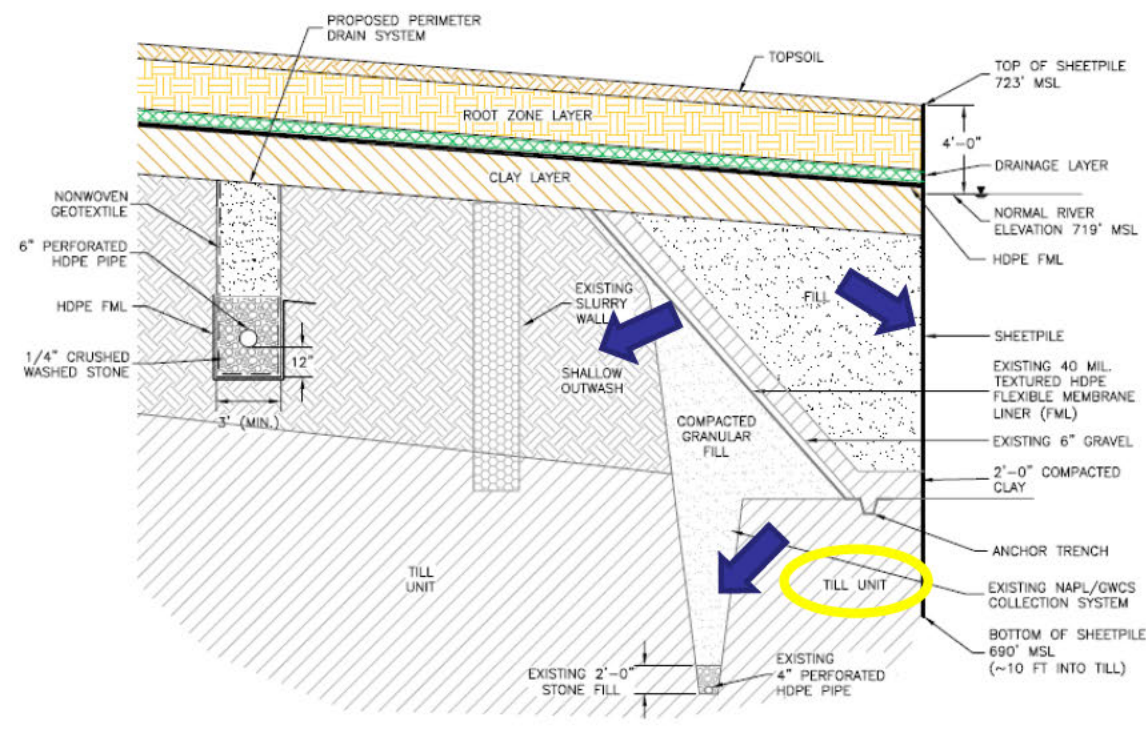 PROPOSED PERIMETER
DRAIN SYSTEM
TOPSOIL
TOP OF SHEETPILE
723' MSL
ROOT ZONE LAYER
4'-0"
DRAINAGE LAYER
CLAY LAYER
NONWOVEN
GEOTEXTILE
NORMAL RIVER
ELEVATION 719' MSL
6" PERFORATED
HDPE PIPE
HDPE FML
EXISTING
SLURRY
WALL
FILL
HDPE FML
SHEETPILE
1/4" CRUSHED
WASHED STONE
12"
SHALLOW
OUTWASH
EXISTING 40 MIL.
TEXTURED HDPE
FLEXIBLE MEMBRANE
LINER (FML)
3' (MIN.)
COMPACTED
GRANULAR
FILL
EXISTING 6" GRAVEL
2'-0" COMPACTED
CLAY
ANCHOR TRENCH
TILL
UNIT
TILL UNIT
EXISTING NAPL/GWCS
COLLECTION SYSTEM
BOTTOM OF SHEETPILE
690' MSL
(~10 FT INTO TILL)
EXISTING 2'-0"
STONE FILL
EXISTING
4" PERFORATED
HDPE PIPE